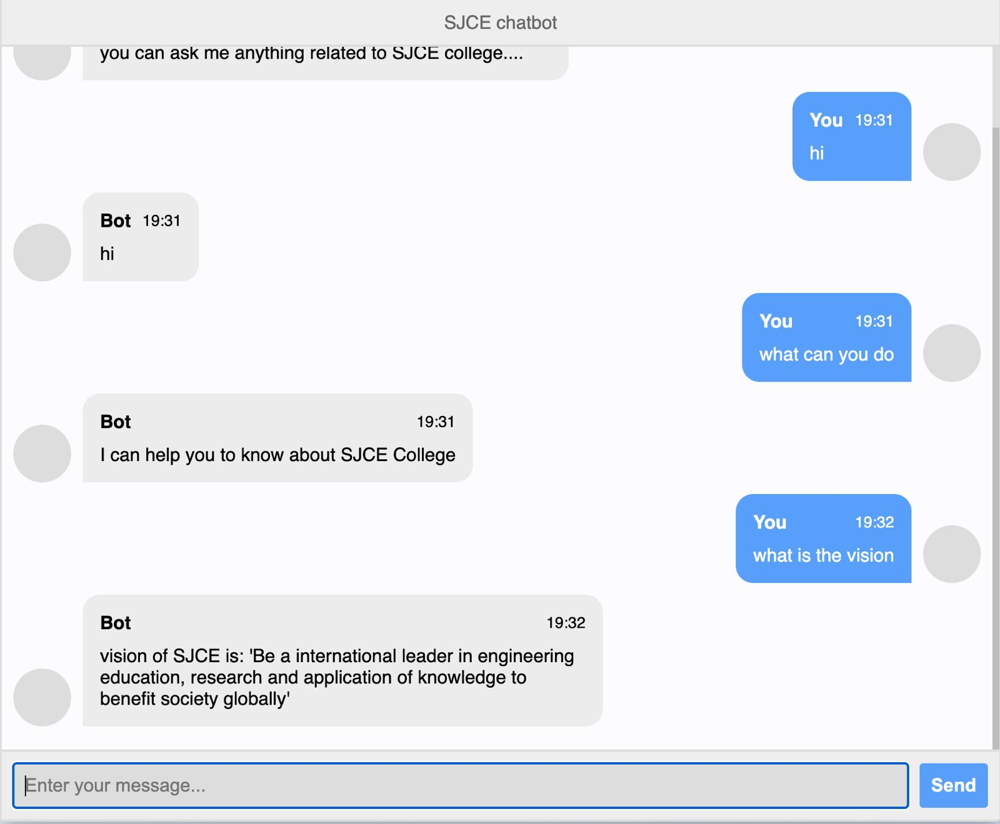 SJCE chatbot
you can ask me anything related to SJCE college....
You 19:31
hi
Bot 19:31
hi
You 19:31
what can you do
Bot 19:31
I can help you to know about SJCE College
You 19:32
what is the vision
Bot 19:32
vision of SJCE is: 'Be a international leader in engineering
education, research and application of knowledge to
benefit society globally'
Enter your message...
Send